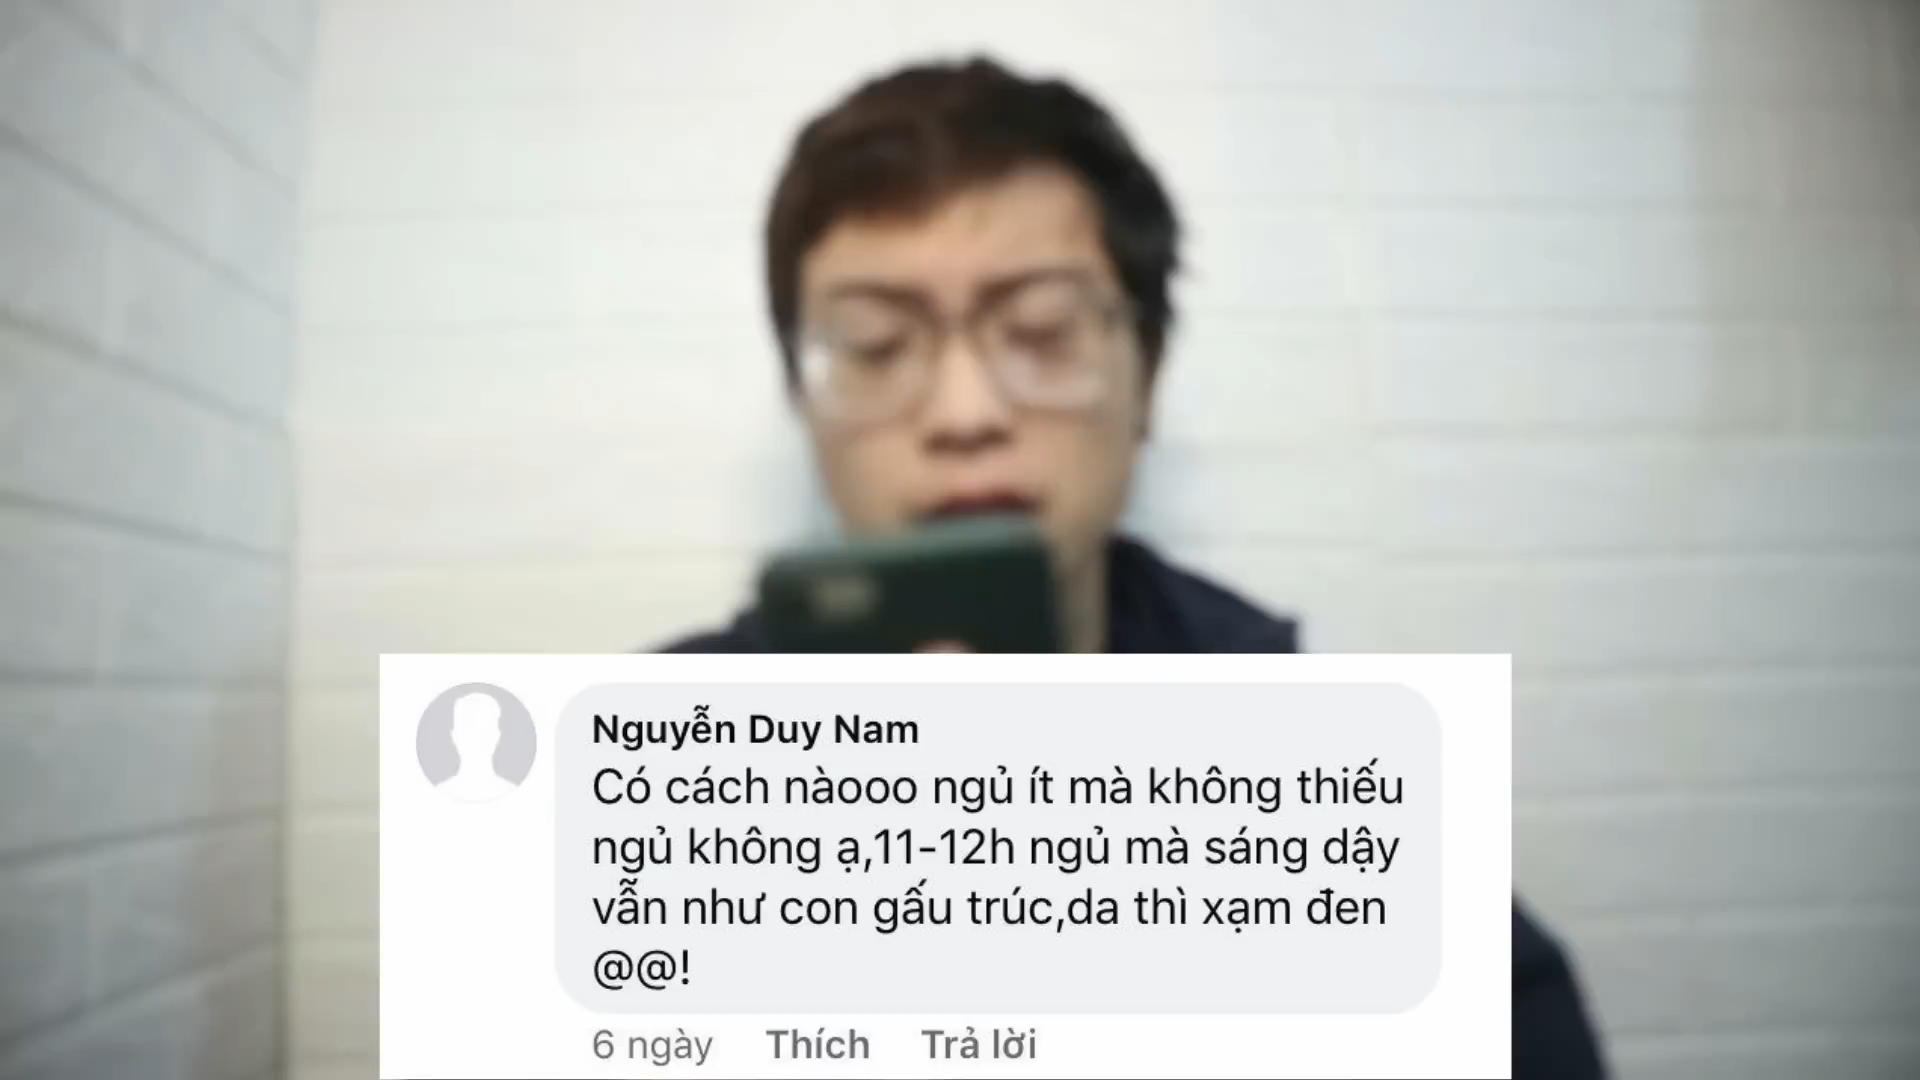 Nguyễn Duy Nam
Có cách nàooo ngủ ít mà không thiếu
ngủ không ạ,11-12h ngủ mà sáng dậy
vẫn như con gấu trúc,da thì xạm đen
@@!
6 ngày Thích Trả lời